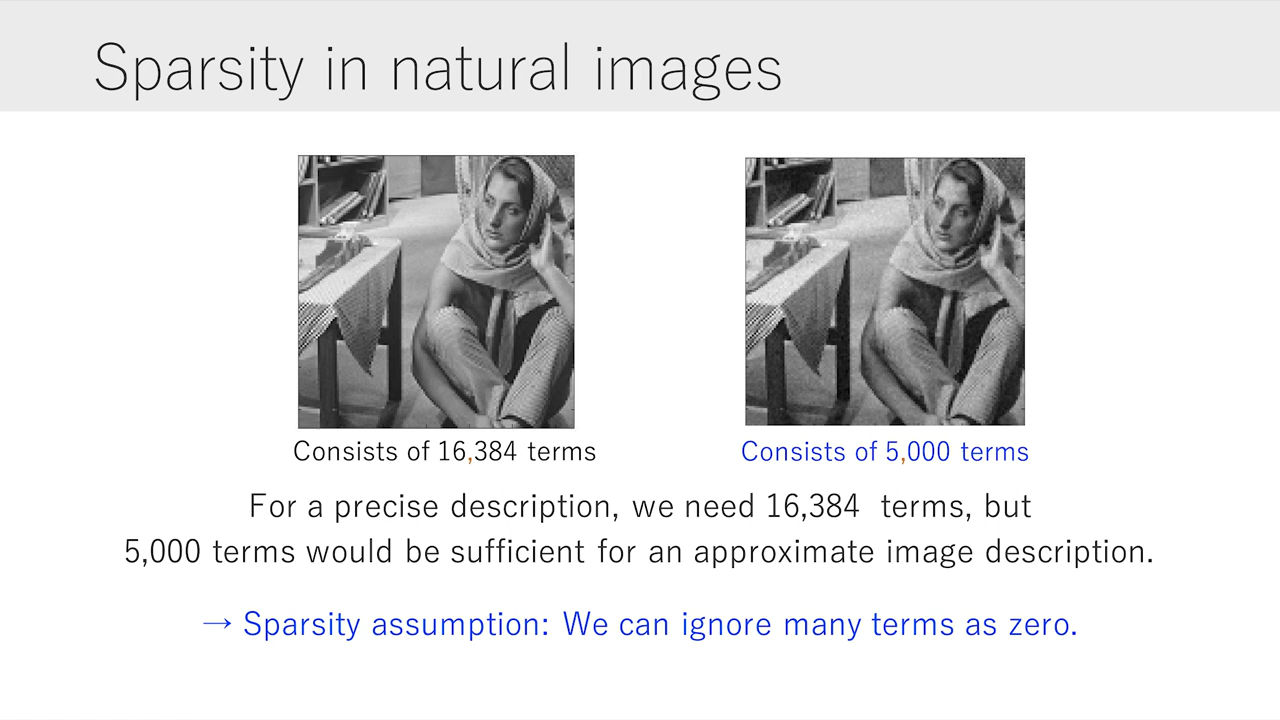 Sparsity in natural images
Consists of 16,384 terms
Consists of 5,000 terms
For a precise description, we need 16,384 terms, but
5,000 terms would be sufficient for an approximate image description.
→ Sparsity assumption: We can ignore many terms as zero.